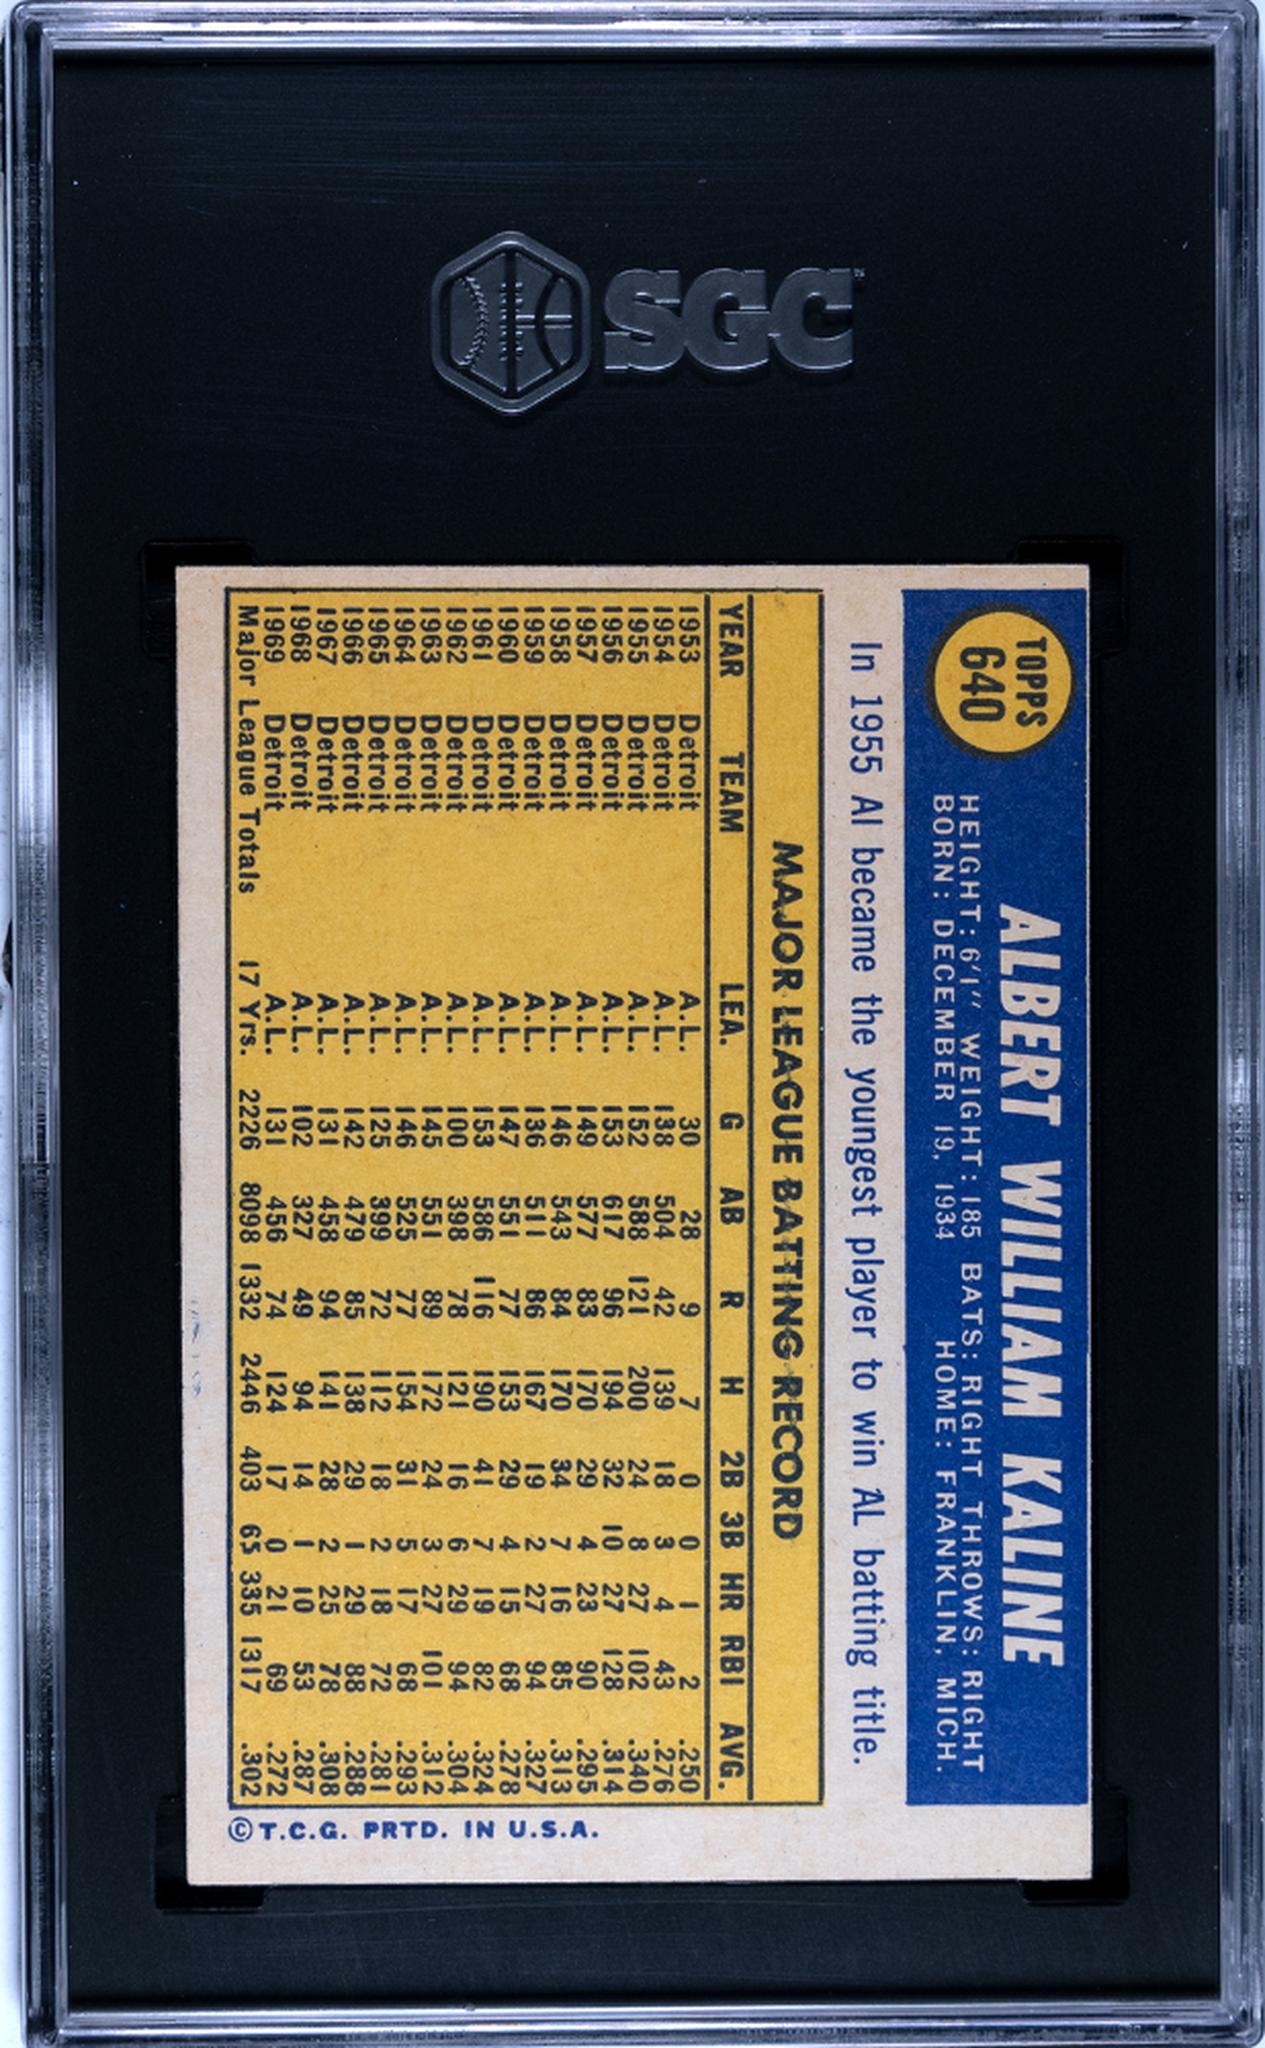 SGC
TOPPS
640
ALBERT WILLIAM KALINE
HEIGHT: 6'1" WEIGHT: 185 BATS: RIGHT THROWS: RIGHT
BORN: DECEMBER 19, 1934 HOME: FRANKLIN, MICH.
In 1955 Al became the youngest player to win AL batting title.
MAJOR LEAGUE BATTING RECORD
YEAR TEAM LEA. G AB R H 2B 3B HR RBI AVG.
1953 Detroit A.L. 30 28 9 7 0 0 1 2 .250
1954 Detroit A.L. 138 504 42 139 18 3 4 43 .276
1955 Detroit A.L. 152 588 121 200 24 8 27 102 .340
1956 Detroit A.L. 153 617 96 194 32 10 27 128 .314
1957 Detroit A.L. 149 577 83 170 29 4 23 90 .295
1958 Detroit A.L. 146 543 84 170 34 7 16 85 .313
1959 Detroit A.L. 136 511 86 167 19 2 27 94 .327
1960 Detroit A.L. 147 551 77 153 29 4 15 68 .278
1961 Detroit A.L. 153 586 116 190 41 7 19 82 .324
1962 Detroit A.L. 100 398 78 121 16 6 29 94 .304
1963 Detroit A.L. 145 551 89 172 24 3 27 101 .312
1964 Detroit A.L. 146 525 77 154 31 5 17 68 .293
1965 Detroit A.L. 125 399 72 112 18 2 18 72 .281
1966 Detroit A.L. 142 479 85 138 29 1 29 88 .288
1967 Detroit A.L. 131 458 94 141 28 2 25 78 .308
1968 Detroit A.L. 102 327 49 94 14 1 10 53 .287
1969 Detroit A.L. 131 456 74 124 17 0 21 69 .272
Major League Totals 17 Yrs. 2226 8098 1332 2446 403 65 335 1317 .302
©T.C.G. PRTD. IN U.S.A.